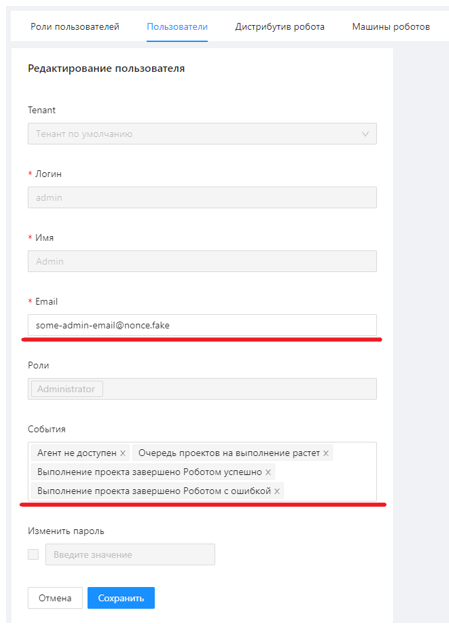 Роли пользователей Пользователи Дистрибутив робота Машины роботов
Редактирование пользователя
Tenant
Тенант по умолчанию
* Логин
admin
* Имя
Admin
* Email
some-admin-email@nonce.fake
Роли
Administrator
События
Агент не доступен × Очередь проектов на выполнение растет ×
Выполнение проекта завершено Роботом успешно ×
Выполнение проекта завершено Роботом с ошибкой ×
Изменить пароль
Введите значение
Отмена Сохранить